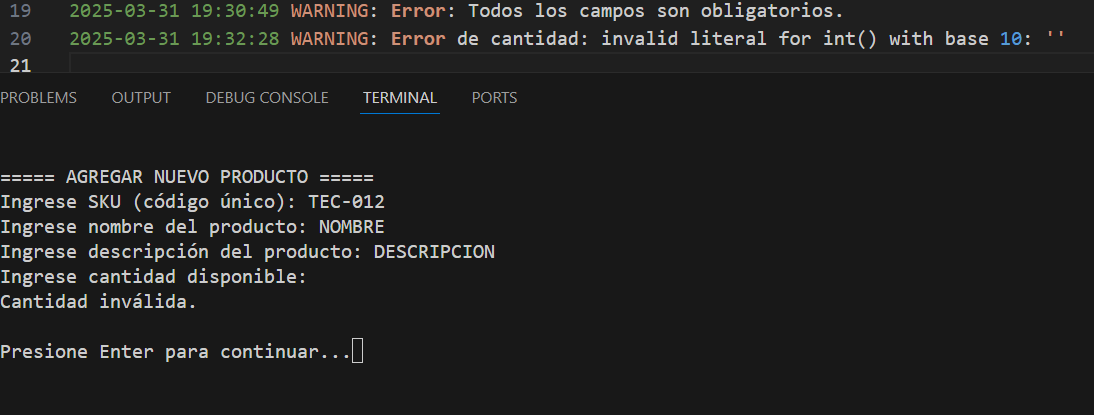 19 2025-03-31 19:30:49 WARNING: Error: Todos los campos son obligatorios.
20 2025-03-31 19:32:28 WARNING: Error de cantidad: invalid literal for int() with base 10: ''
21
PROBLEMS OUTPUT DEBUG CONSOLE TERMINAL PORTS
===== AGREGAR NUEVO PRODUCTO =====
Ingrese SKU (código único): TEC-012
Ingrese nombre del producto: NOMBRE
Ingrese descripción del producto: DESCRIPCION
Ingrese cantidad disponible:
Cantidad inválida.
Presione Enter para continuar...